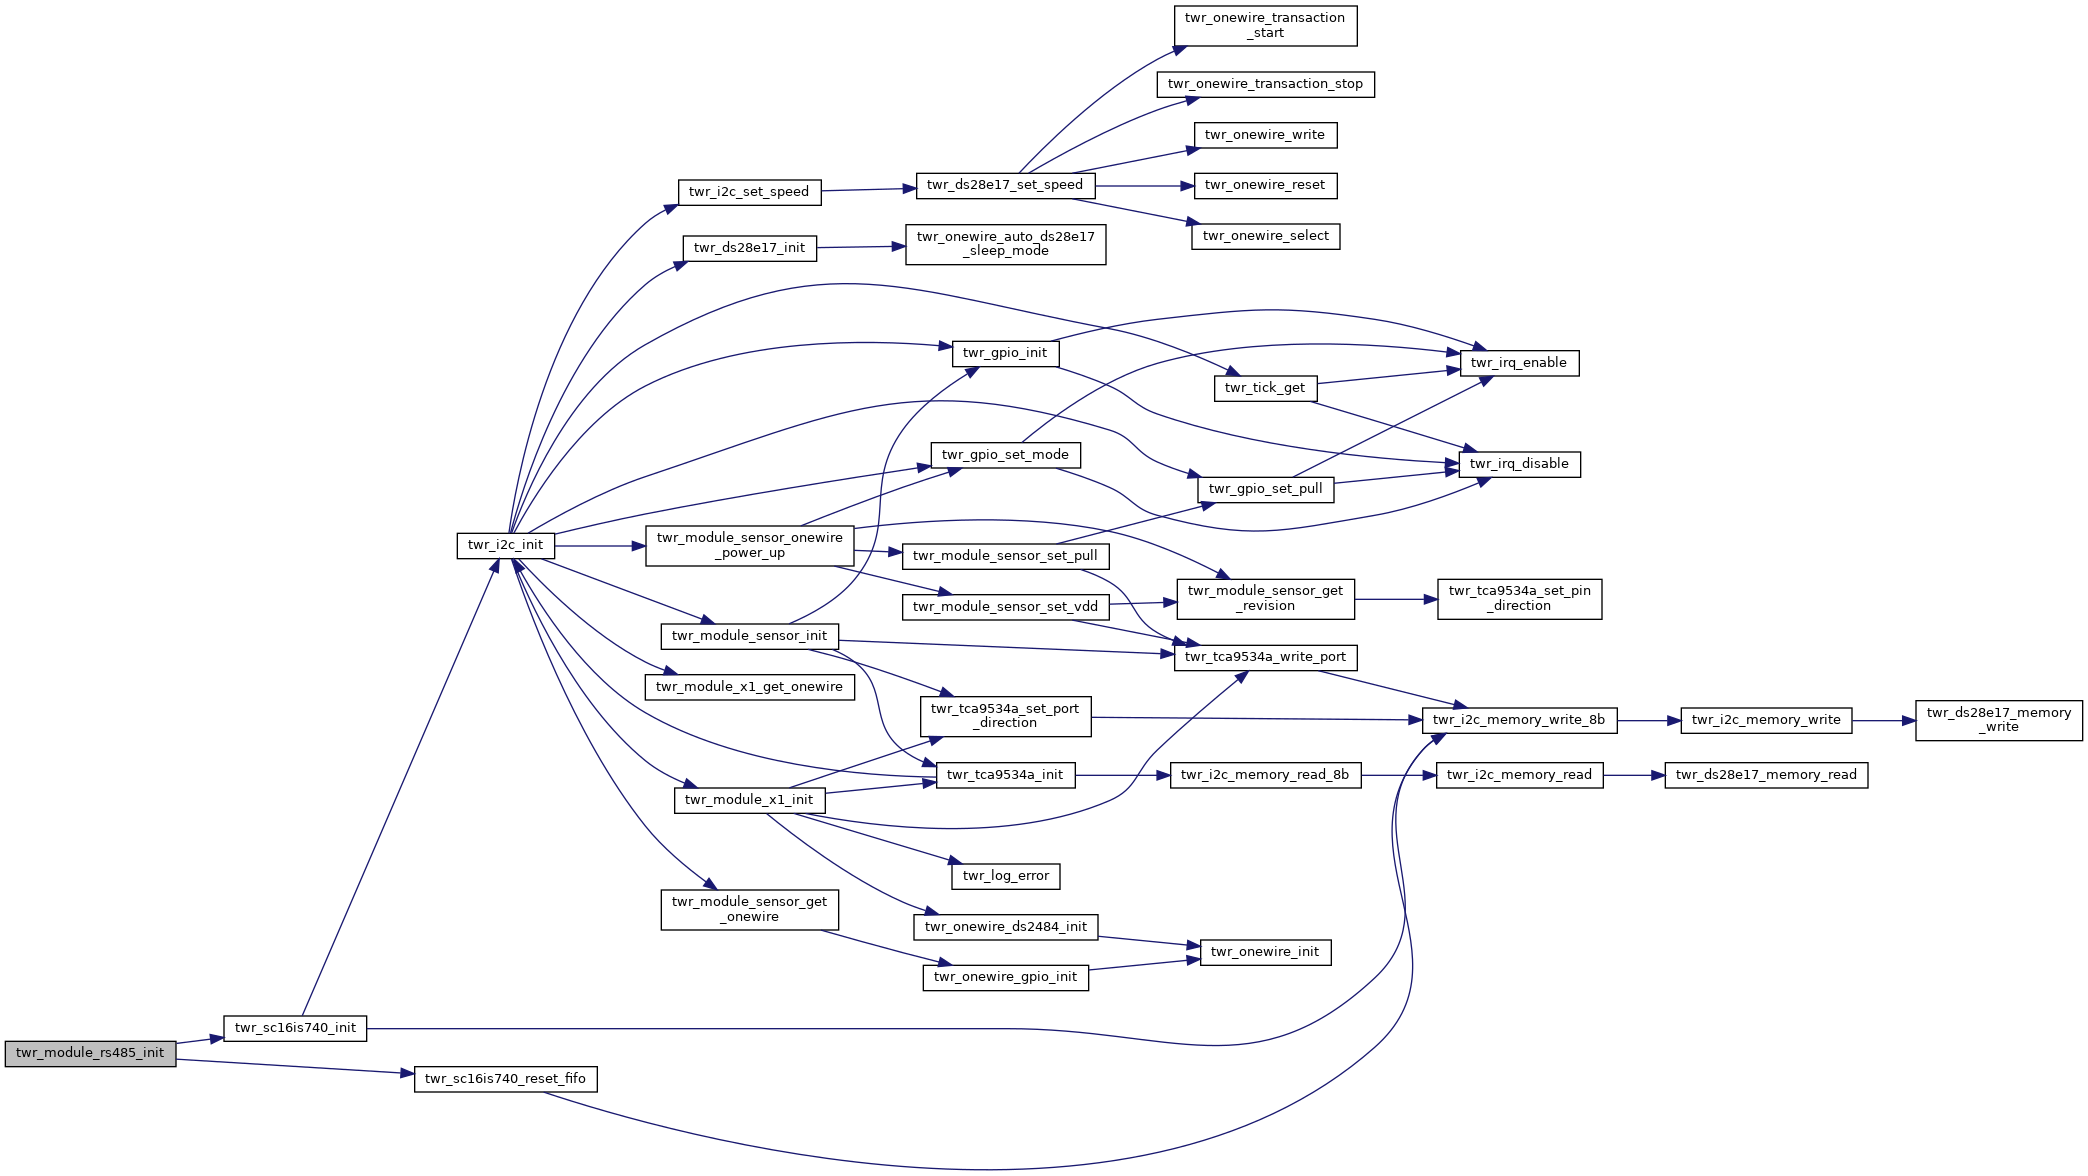 twr_onewire_transaction
_start
twr_onewire_transaction_stop
twr_onewire_write
twr_i2c_set_speed
twr_ds28e17_set_speed
twr_onewire_reset
twr_ds28e17_init
twr_onewire_auto_ds28e17
_sleep_mode
twr_onewire_select
twr_gpio_init
twr_irq_enable
twr_tick_get
twr_gpio_set_mode
twr_irq_disable
twr_gpio_set_pull
twr_i2c_init
twr_module_sensor_onewire
_power_up
twr_module_sensor_set_pull
twr_module_sensor_set_vdd
twr_module_sensor_get
_revision
twr_tca9534a_set_pin
_direction
twr_module_sensor_init
twr_tca9534a_write_port
twr_module_x1_get_onewire
twr_tca9534a_set_port
_direction
twr_i2c_memory_write_8b
twr_i2c_memory_write
twr_ds28e17_memory
_write
twr_tca9534a_init
twr_i2c_memory_read_8b
twr_i2c_memory_read
twr_ds28e17_memory_read
twr_module_x1_init
twr_log_error
twr_module_sensor_get
_onewire
twr_onewire_ds2484_init
twr_onewire_init
twr_onewire_gpio_init
twr_sc16is740_init
twr_module_rs485_init
twr_sc16is740_reset_fifo